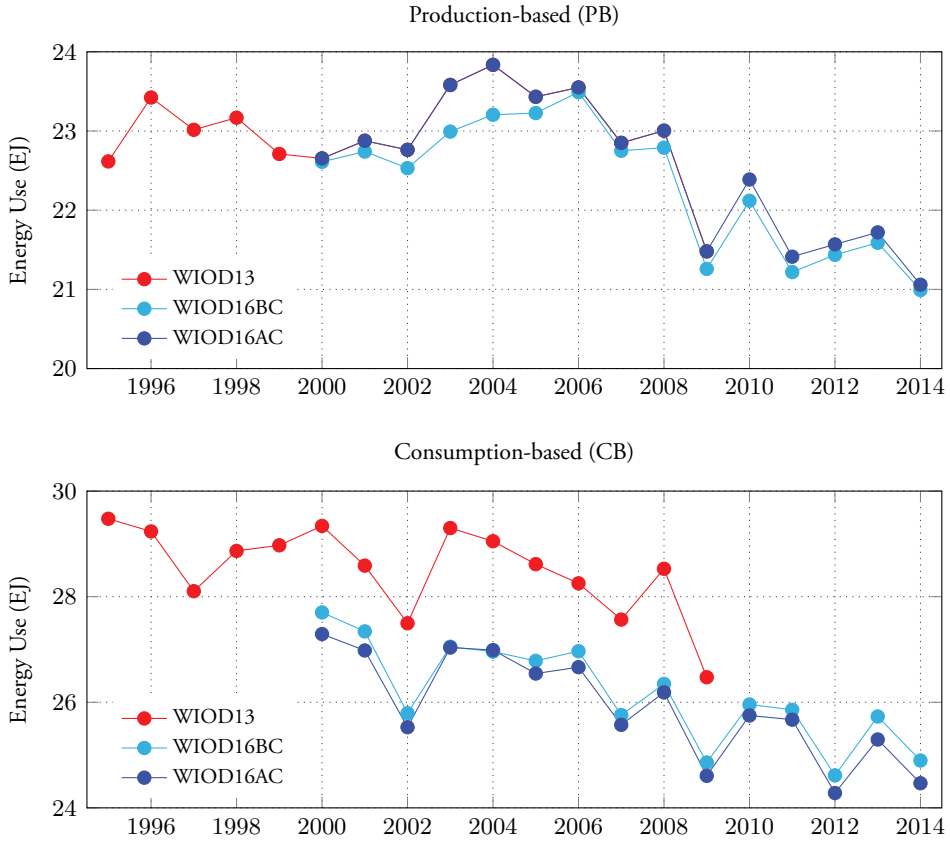 Production-based (PB)
Energy Use (EJ)
24
23
22
21
20
WIOD13
WIOD16BC
WIOD16AC
1996 1998 2000 2002 2004 2006 2008 2010 2012 2014
Consumption-based (CB)
Energy Use (EJ)
30
28
26
24
WIOD13
WIOD16BC
WIOD16AC
1996 1998 2000 2002 2004 2006 2008 2010 2012 2014